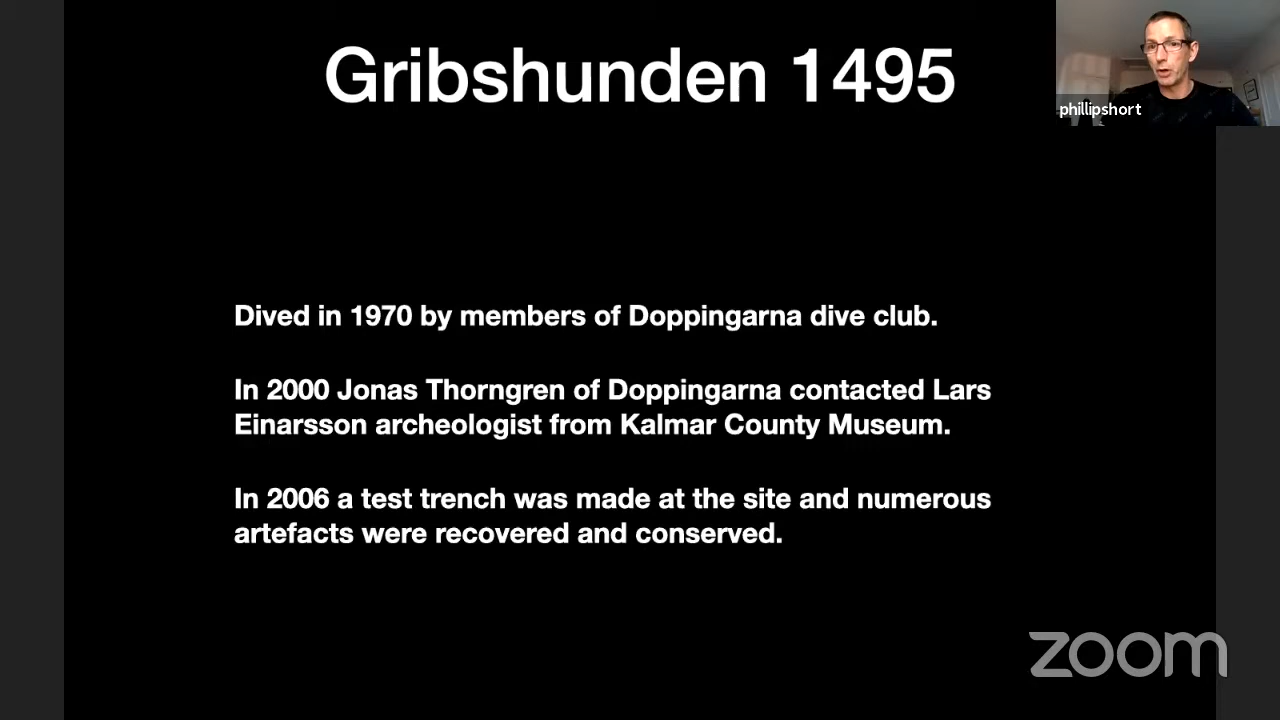 Gribshunden 1495
phillipshort
Dived in 1970 by members of Doppingarna dive club.
In 2000 Jonas Thorngren of Doppingarna contacted Lars
Einarsson archeologist from Kalmar County Museum.
In 2006 a test trench was made at the site and numerous
artefacts were recovered and conserved.
zoom